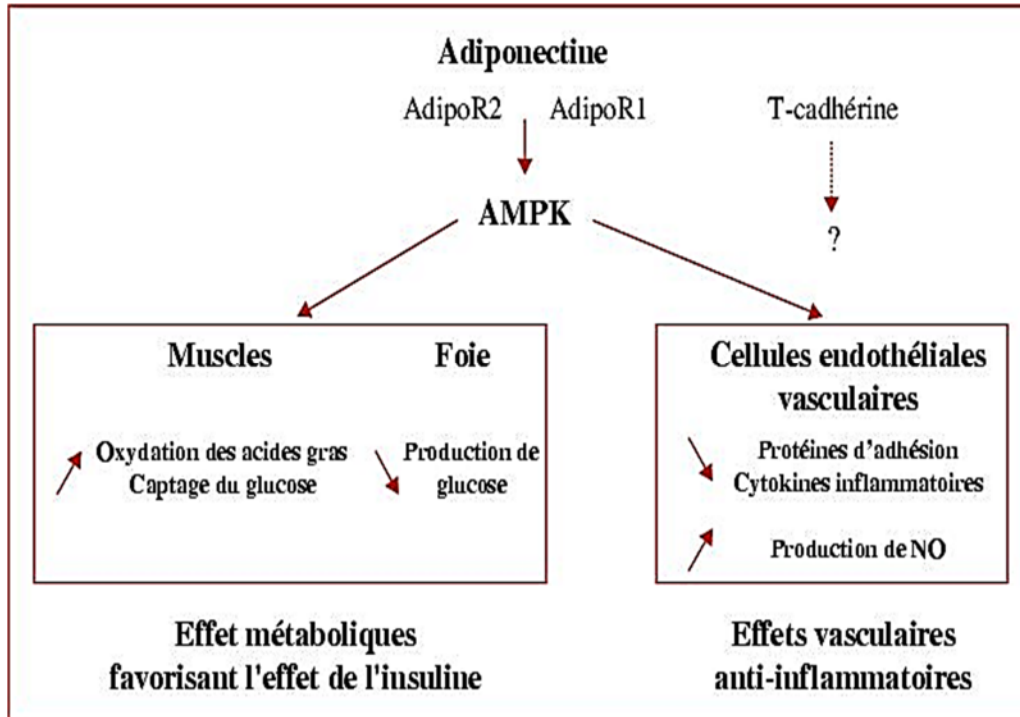 Adiponectine
AdipoR2 AdipoR1 T-cadhérine
AMPK
?
Muscles Foie
Oxydation des acides gras
Captage du glucose
Production de
glucose
Cellules endothéliales
vasculaires
Protéines d'adhésion
Cytokines inflammatoires
Production de NO
Effet métaboliques
favorisant l'effet de l'insuline
Effets vasculaires
anti-inflammatoires